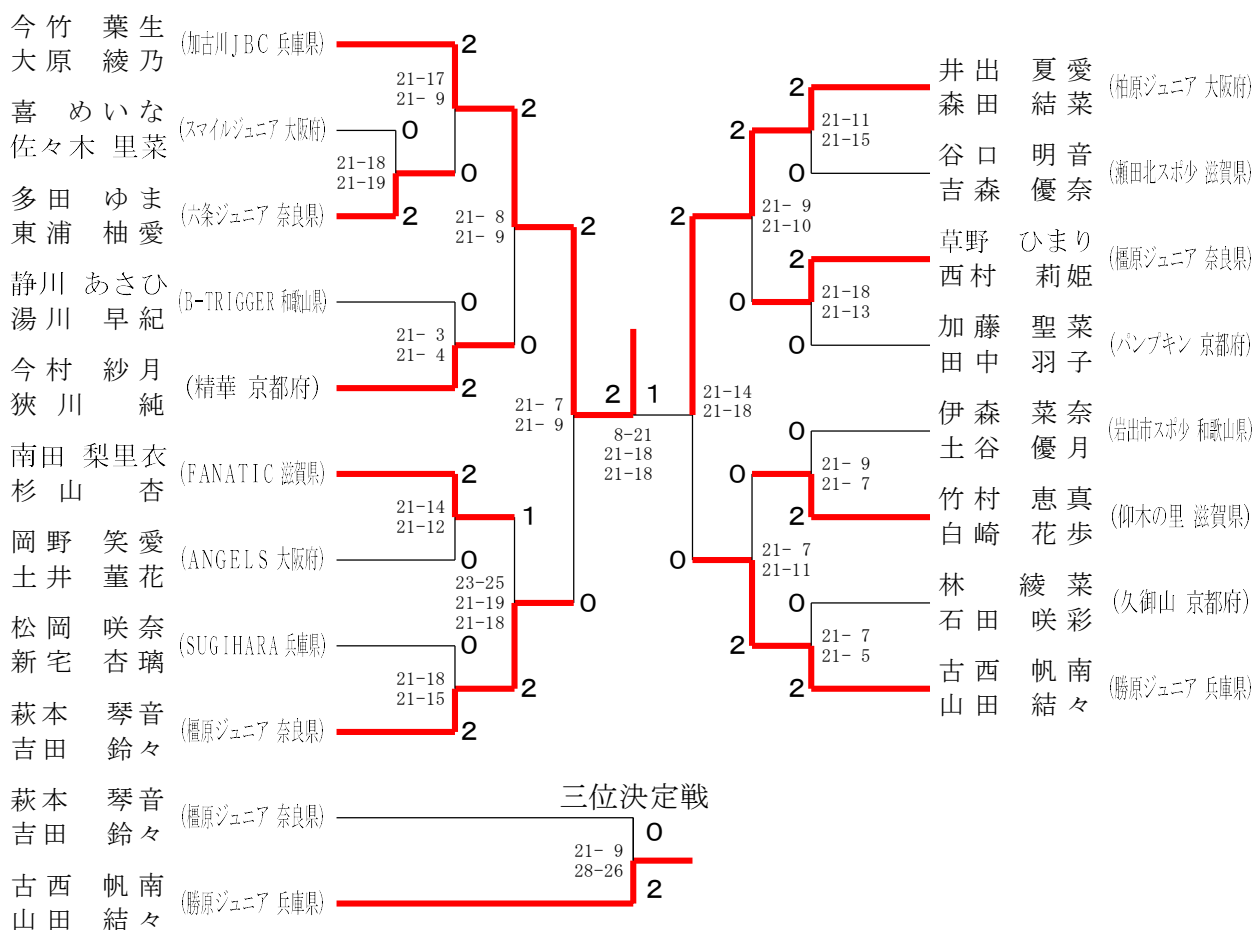 今竹 葉生
大原 綾乃
(加古川JBC 兵庫県)
2
21-17
21- 9
2
喜 めいな
佐々木 里菜
(スマイルジュニア 大阪府)
0
21-18
21-19
0
多田 ゆま
東浦 柚愛
(六条ジュニア 奈良県)
2
21- 8
21- 9
2
静川 あさひ
湯川 早紀
(B-TRIGGER 和歌山県)
0
21- 3
21- 4
0
今村 紗月
狹川 純
(精華 京都府)
2
21- 7
21- 9
南田 梨里衣
杉山 杏
(FANATIC 滋賀県)
2
21-14
21-12
1
岡野 笑愛
土井 菫花
(ANGELS 大阪府)
0
23-25
21-19
21-18
0
松岡 咲奈
新宅 杏璃
(SUGIHARA 兵庫県)
0
21-18
21-15
2
萩本 琴音
吉田 鈴々
(橿原ジュニア 奈良県)
2
2
1
8-21
21-18
21-18
井出 夏愛
森田 結菜
(柏原ジュニア 大阪府)
2
21-11
21-15
2
谷口 明音
吉森 優奈
(瀬田北スポ少 滋賀県)
0
2
21- 9
21-10
草野 ひまり
西村 莉姫
(橿原ジュニア 奈良県)
2
21-18
21-13
0
加藤 聖菜
田中 羽子
(パンプキン 京都府)
0
21-14
21-18
伊森 菜奈
土谷 優月
(岩出市スポ少 和歌山県)
0
21- 9
21- 7
0
竹村 恵真
白崎 花歩
(仰木の里 滋賀県)
2
0
21- 7
21-11
林 綾菜
石田 咲彩
(久御山 京都府)
0
21- 7
21- 5
2
古西 帆南
山田 結々
(勝原ジュニア 兵庫県)
2
三位決定戦
萩本 琴音
吉田 鈴々
(橿原ジュニア 奈良県)
0
21- 9
28-26
古西 帆南
山田 結々
(勝原ジュニア 兵庫県)
2